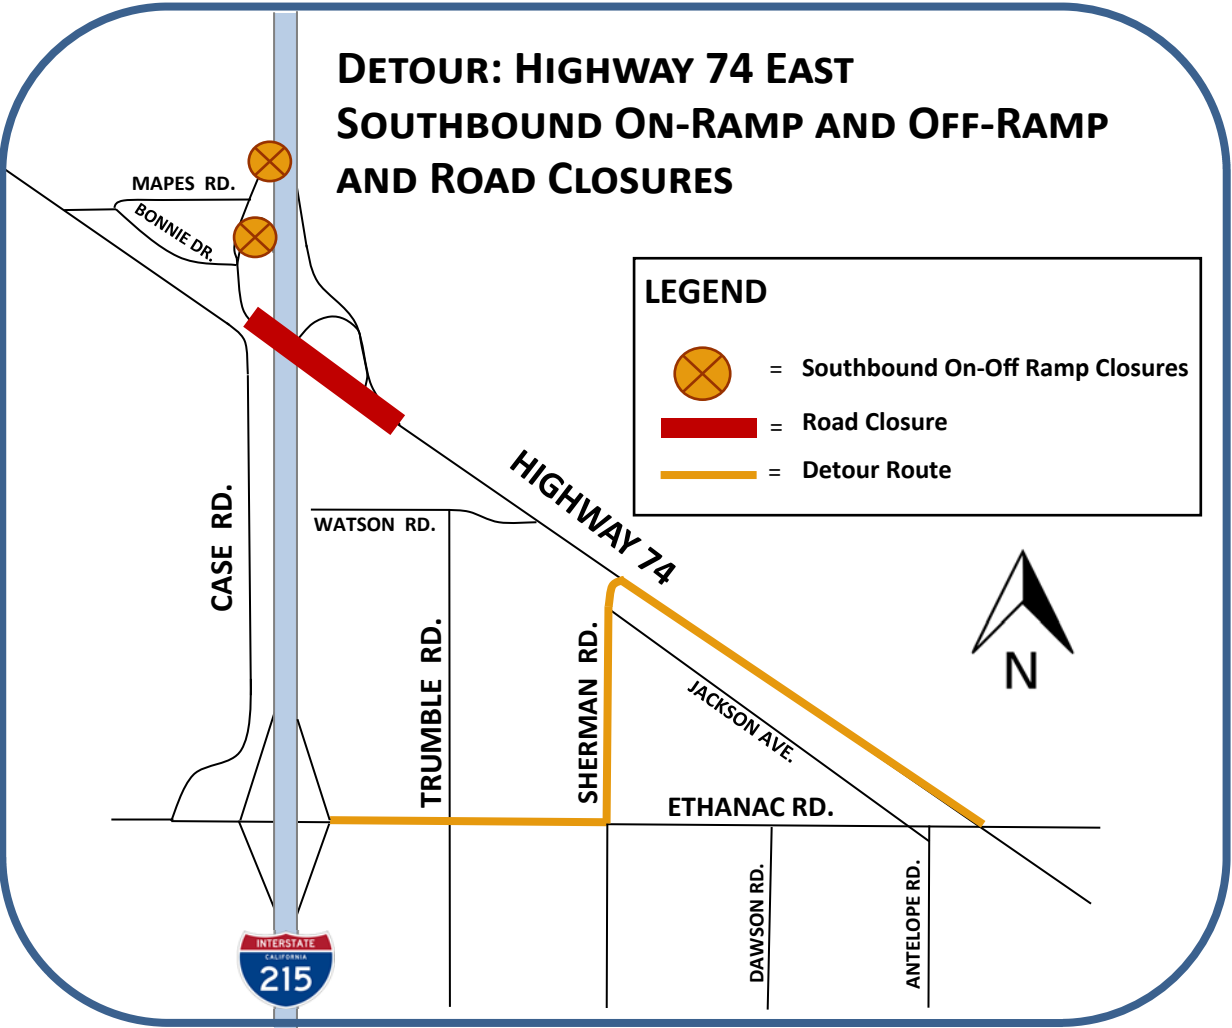 DETOUR: HIGHWAY 74 EAST
SOUTHBOUND ON-RAMP AND OFF-RAMP
AND ROAD CLOSURES
MAPES RD.
BONNIE DR.
LEGEND
= Southbound On-Off Ramp Closures
= Road Closure
= Detour Route
HIGHWAY 74
CASE RD.
WATSON RD.
TRUMBLE RD.
SHERMAN RD.
JACKSON AVE.
N
ETHANAC RD.
DAWSON RD.
ANTELOPE RD.
INTERSTATE
CALIFORNIA
215